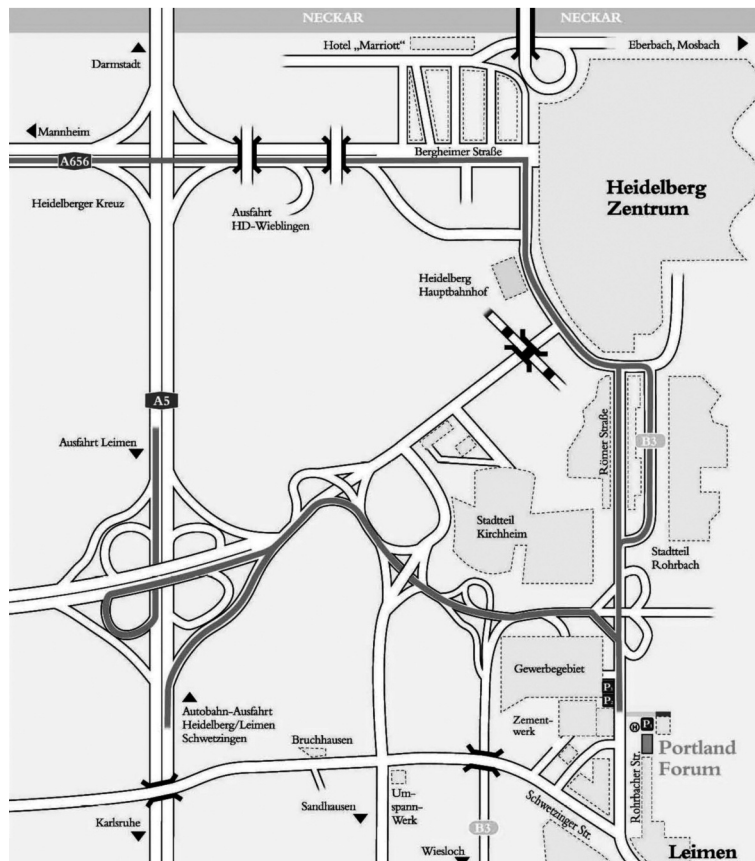 NECKAR
NECKAR
Hotel „Marriott“
Eberbach, Mosbach
Darmstadt
Mannheim
A656
Bergheimer Straße
Heidelberger Kreuz
Ausfahrt
HD-Wieblingen
Heidelberg
Zentrum
Heidelberg
Hauptbahnhof
A5
Ausfahrt Leimen
Römer Straße
B3
Stadtteil
Kirchheim
Stadtteil
Rohrbach
Gewerbegebiet
P
P
Autobahn-Ausfahrt
Heidelberg/Leimen
Schwetzingen
Zement-
werk
H
P
Portland
Forum
Rohrbacher Str.
Bruchhausen
Sandhausen
Um-
spann-
Werk
Schwetzinger Str.
Karlsruhe
B3
Wiesloch
Leimen